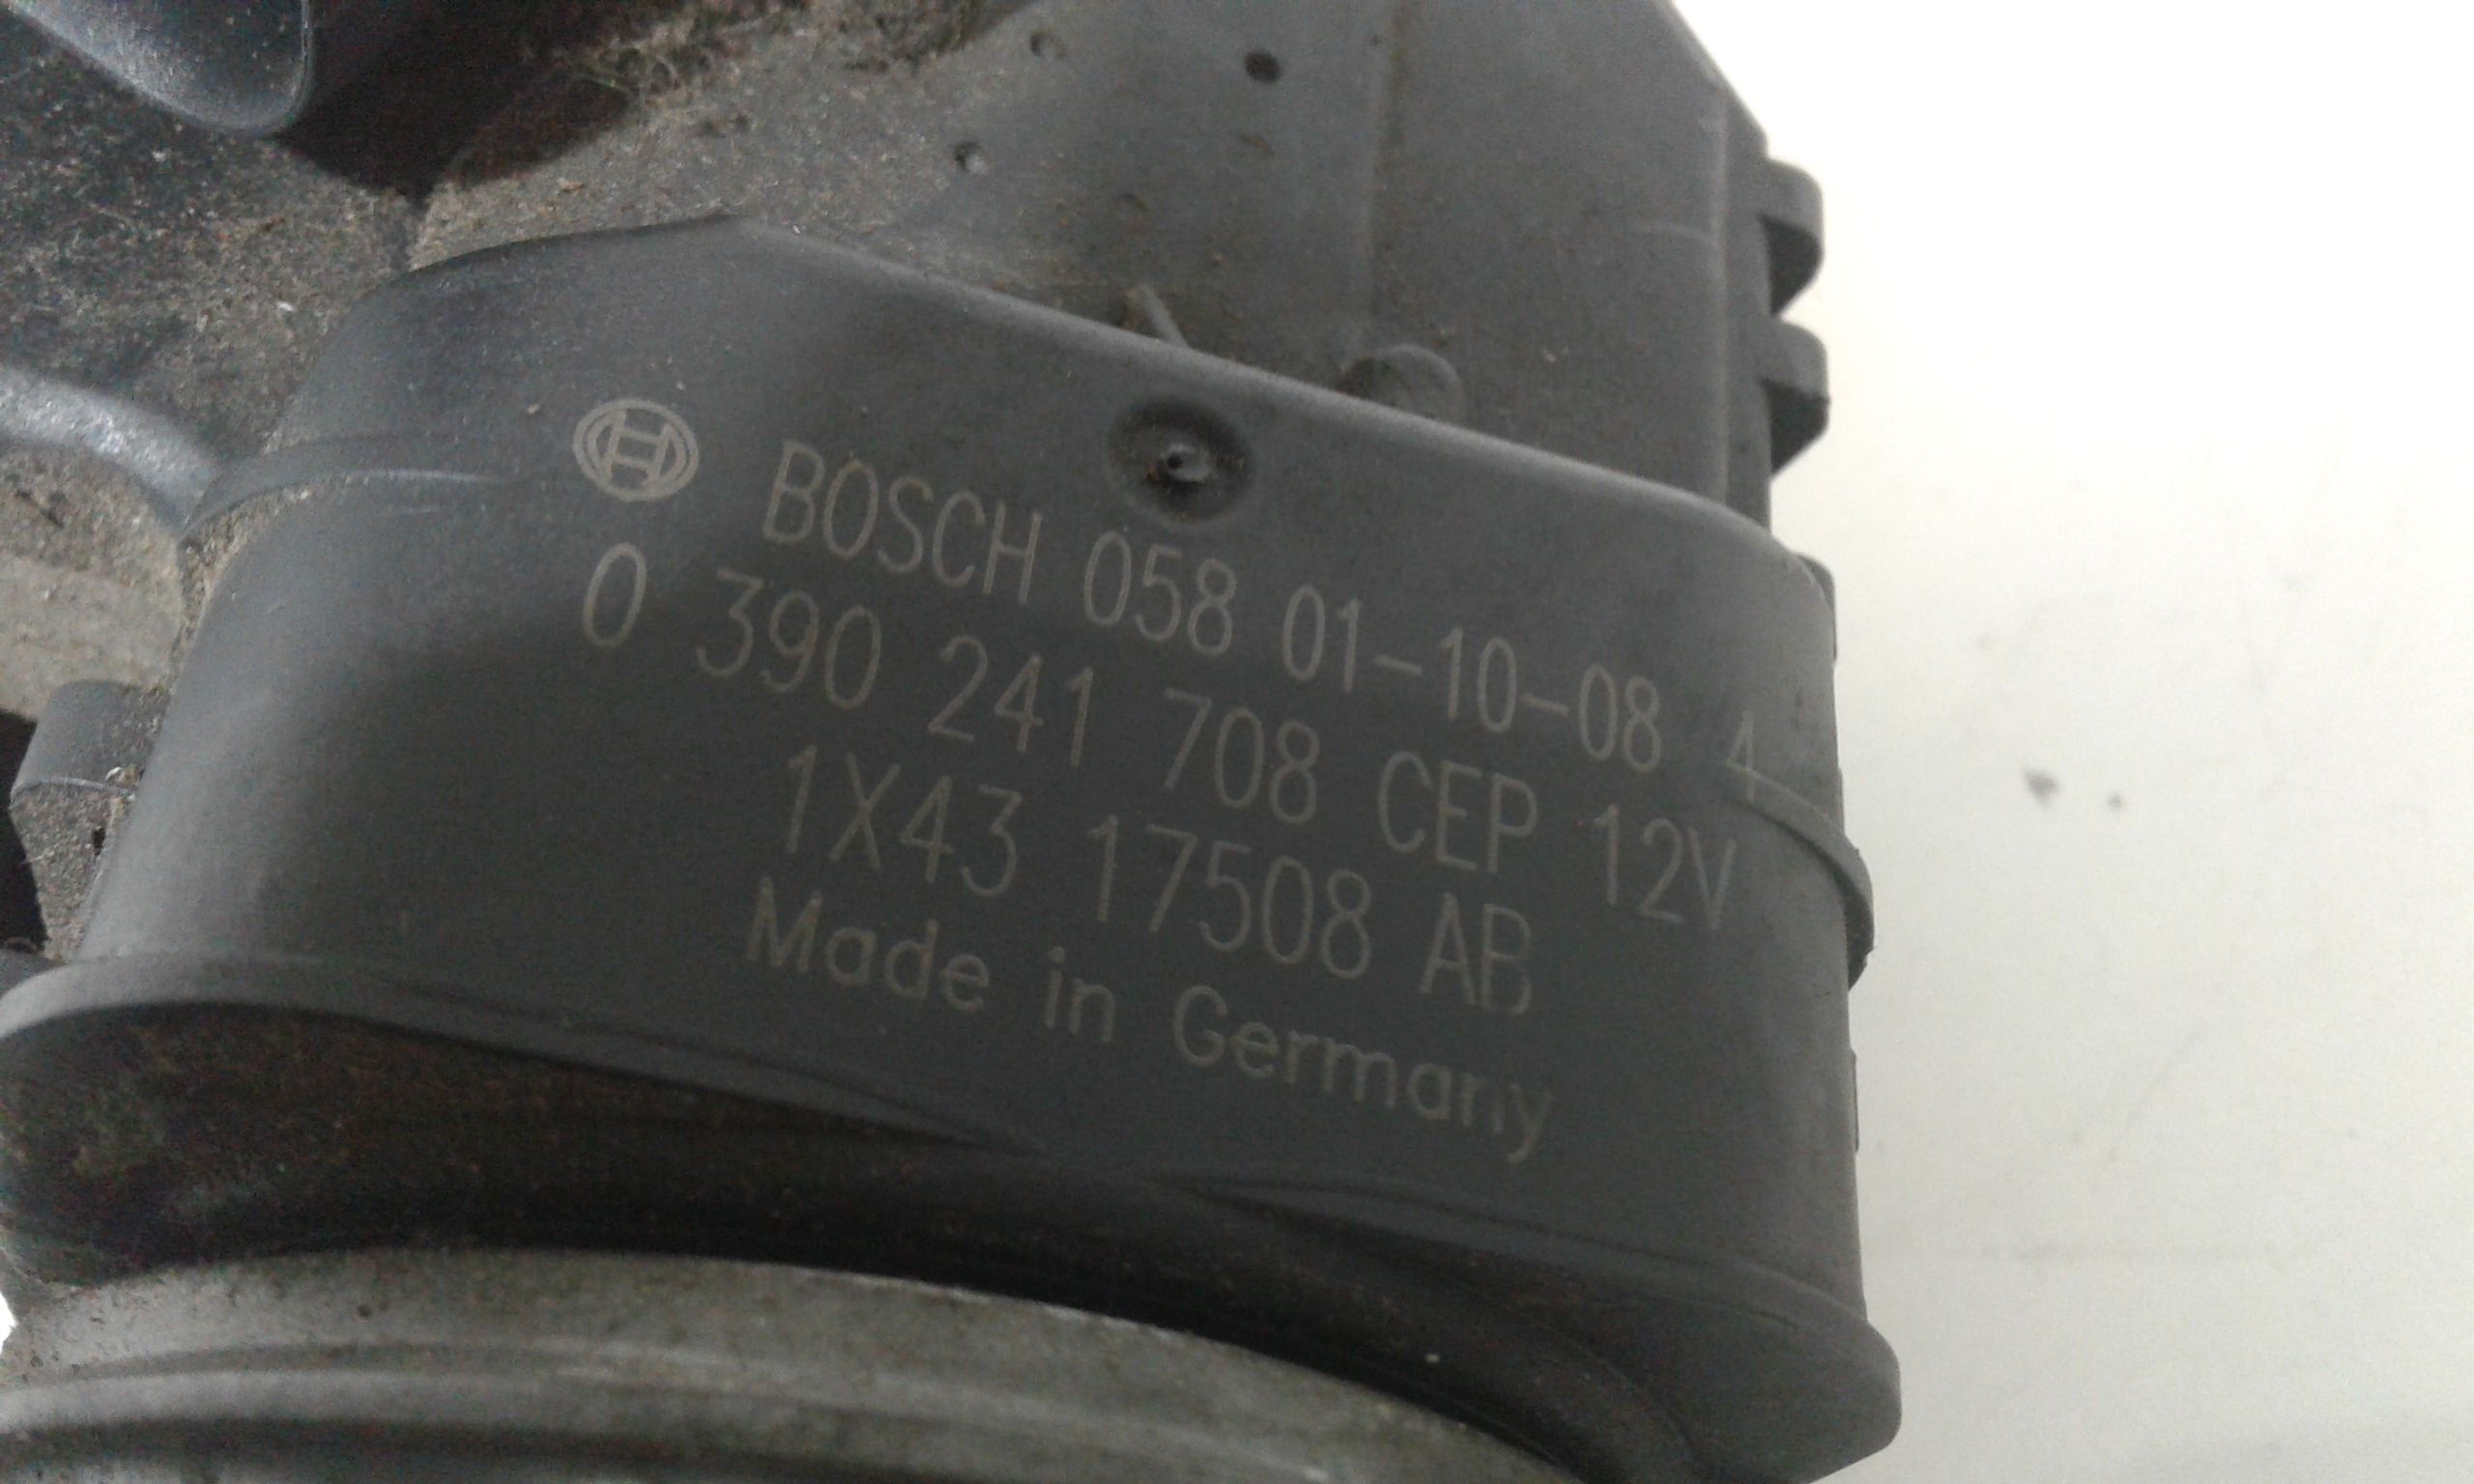 BOSCH 058 01-10-08 4
0 390 241 708 CEP 12V
1X43 17508 AB
Made in Germany